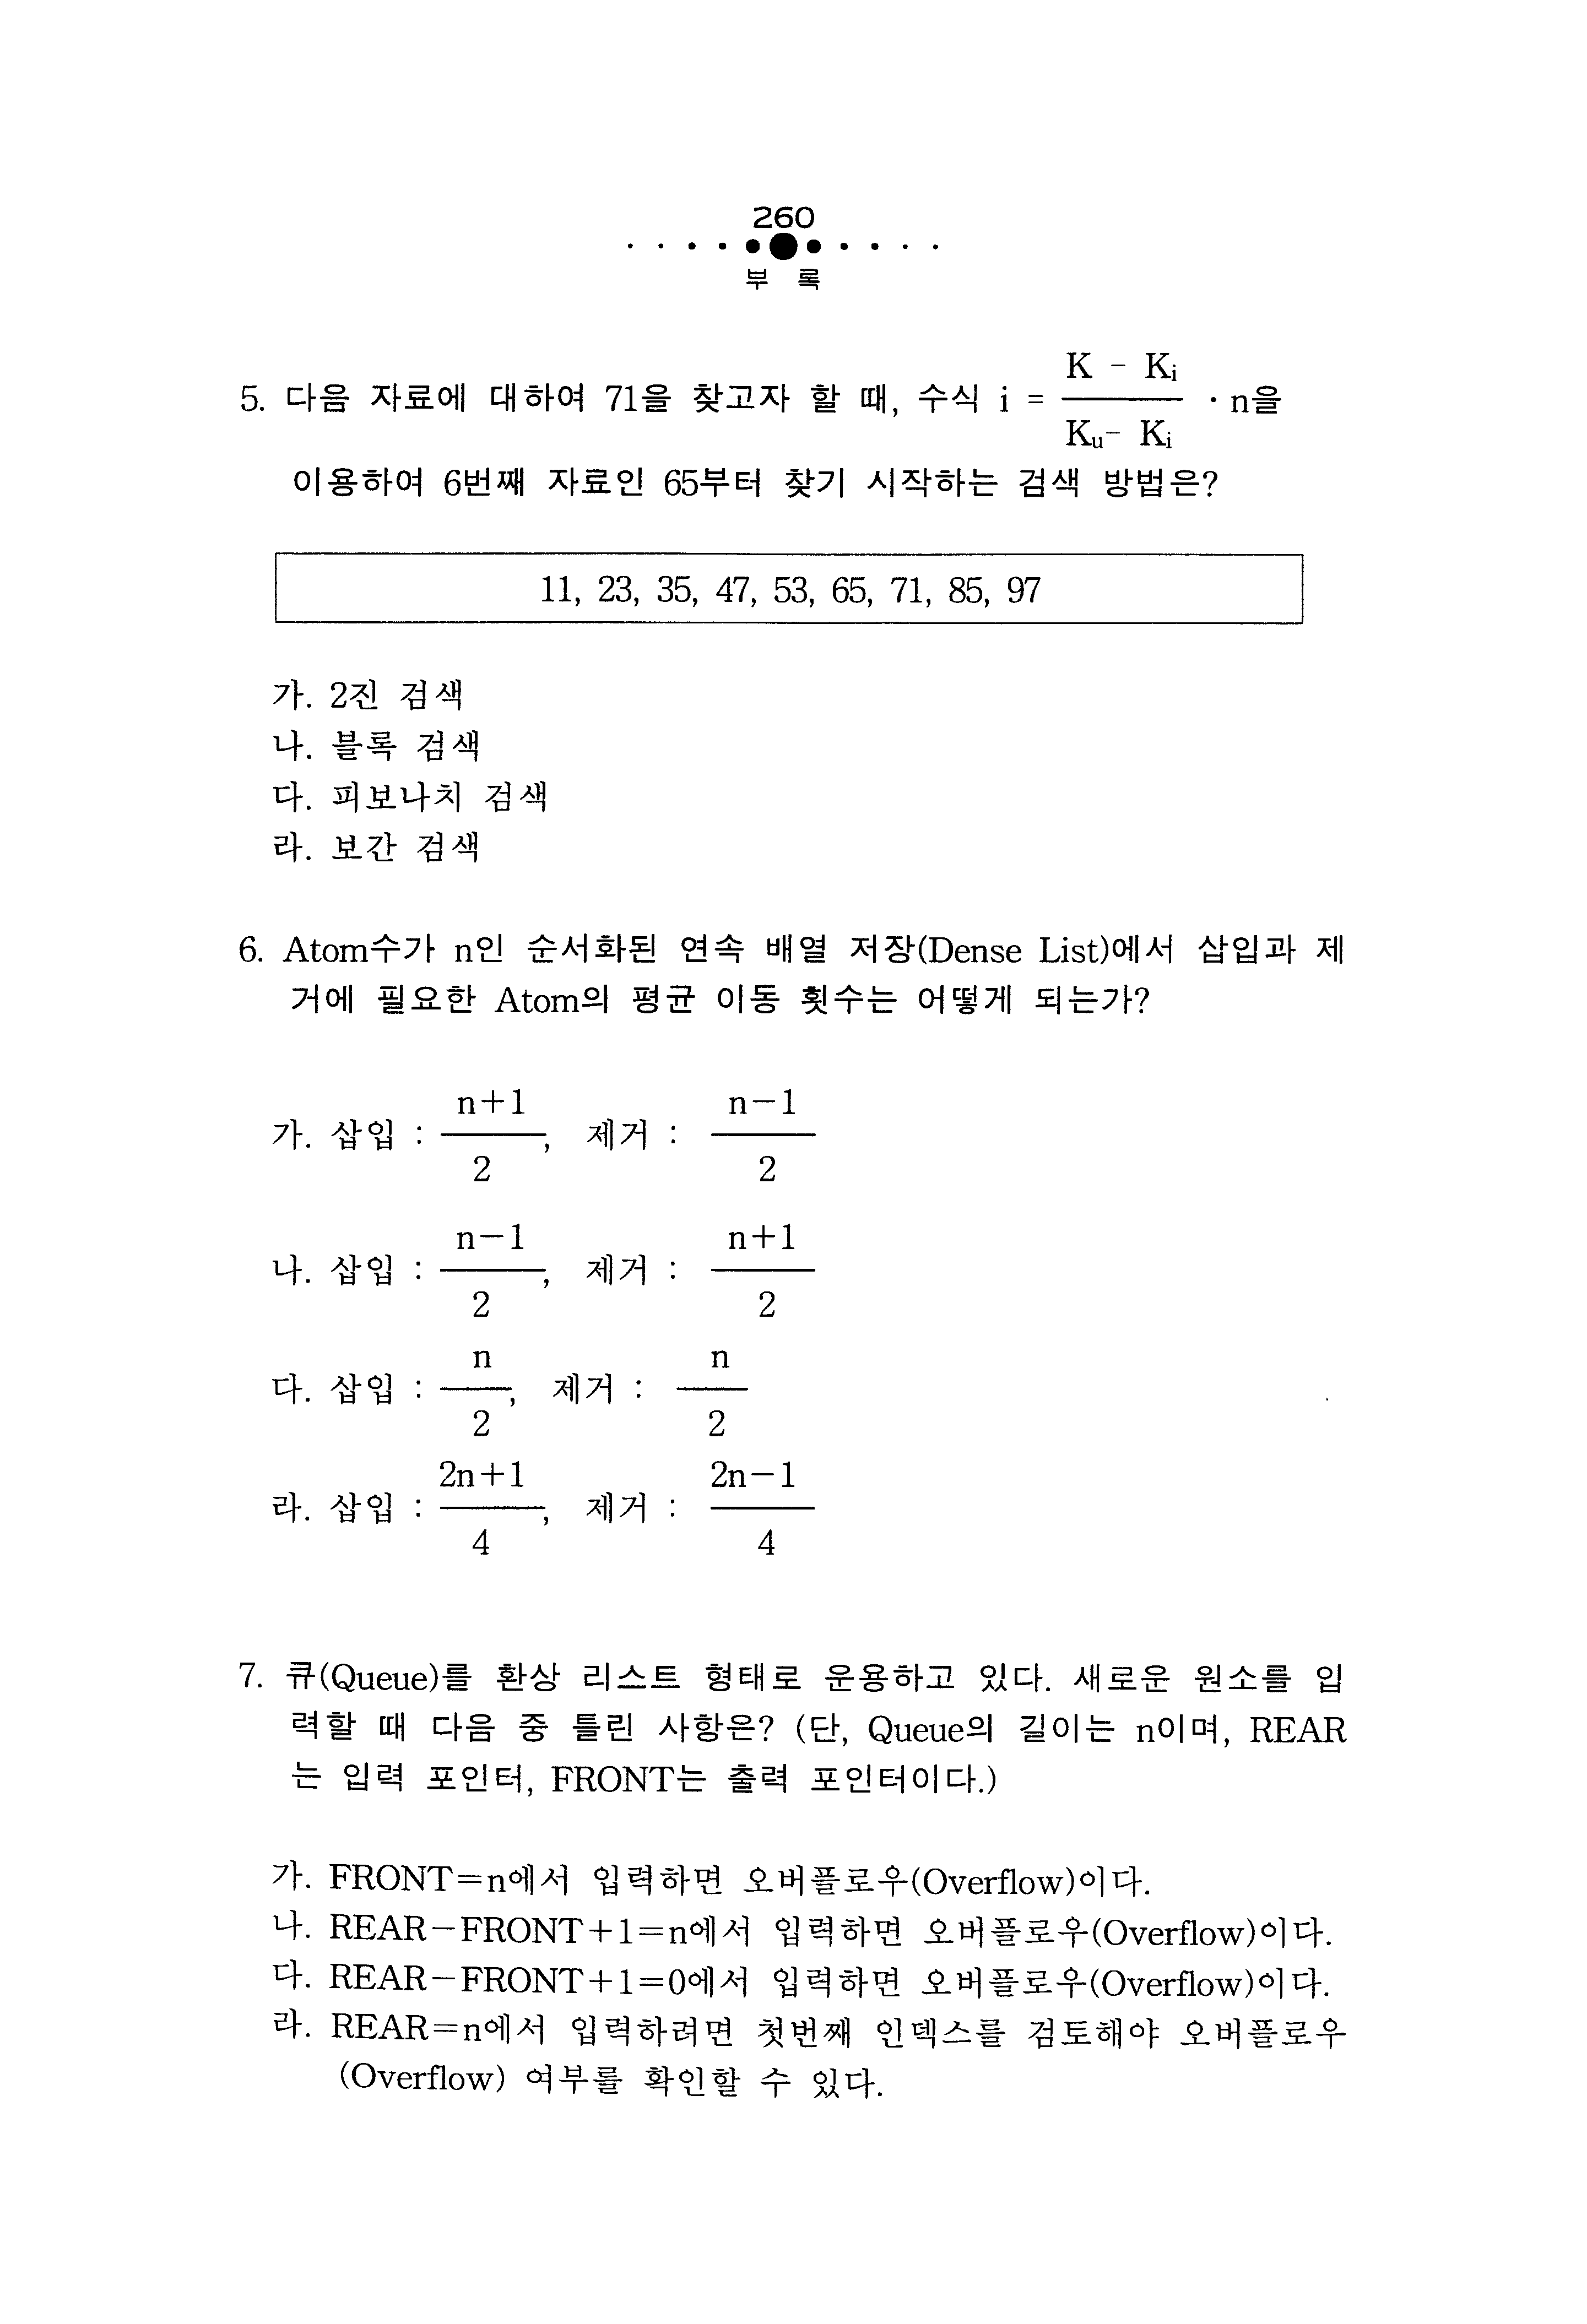 260
부 록
5. 다음 자료에 대하여 71을 찾고자 할 때, 수식 i = (K - Ki) / (Ku- Ki) · n을
이용하여 6번째 자료인 65부터 찾기 시작하는 검색 방법은?
11, 23, 35, 47, 53, 65, 71, 85, 97
가. 2진 검색
나. 블록 검색
다. 피보나치 검색
라. 보간 검색
6. Atom수가 n인 순서화된 연속 배열 저장(Dense List)에서 삽입과 제
거에 필요한 Atom의 평균 이동 횟수는 어떻게 되는가?
가. 삽입 : (n+1)/2, 제거 : (n-1)/2
나. 삽입 : (n-1)/2, 제거 : (n+1)/2
다. 삽입 : n/2, 제거 : n/2
라. 삽입 : (2n+1)/4, 제거 : (2n-1)/4
7. 큐(Queue)를 환상 리스트 형태로 운용하고 있다. 새로운 원소를 입
력할 때 다음 중 틀린 사항은? (단, Queue의 길이는 n이며, REAR
는 입력 포인터, FRONT는 출력 포인터이다.)
가. FRONT=n에서 입력하면 오버플로우(Overflow)이다.
나. REAR-FRONT+1=n에서 입력하면 오버플로우(Overflow)이다.
다. REAR-FRONT+1=0에서 입력하면 오버플로우(Overflow)이다.
라. REAR=n에서 입력하려면 첫번째 인덱스를 검토해야 오버플로우
(Overflow) 여부를 확인할 수 있다.